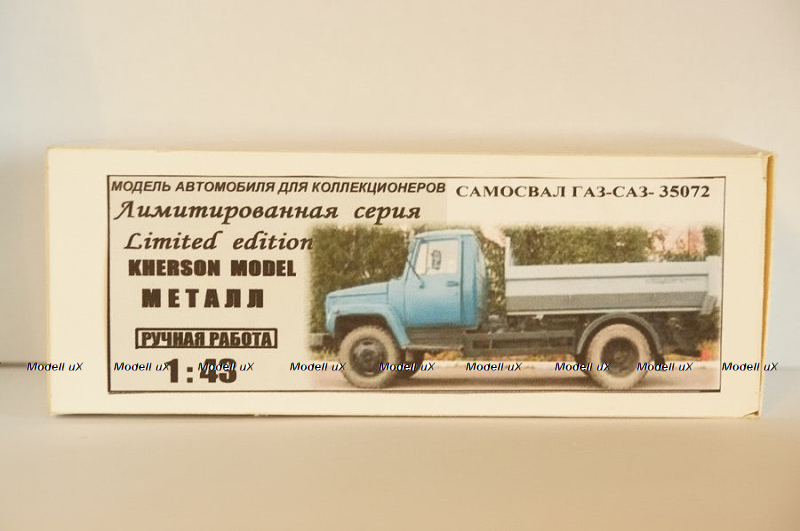 МОДЕЛЬ АВТОМОБИЛЯ ДЛЯ КОЛЛЕКЦИОНЕРОВ
САМОСВАЛ ГАЗ-САЗ- 35072
Лимитированная серия
Limited edition
KHERSON MODEL
МЕТАЛЛ
РУЧНАЯ РАБОТА
1:43
Modell uX Modell uX Modell uX Modell uX Modell uX Modell uX Modell uX Modell uX Modell uX